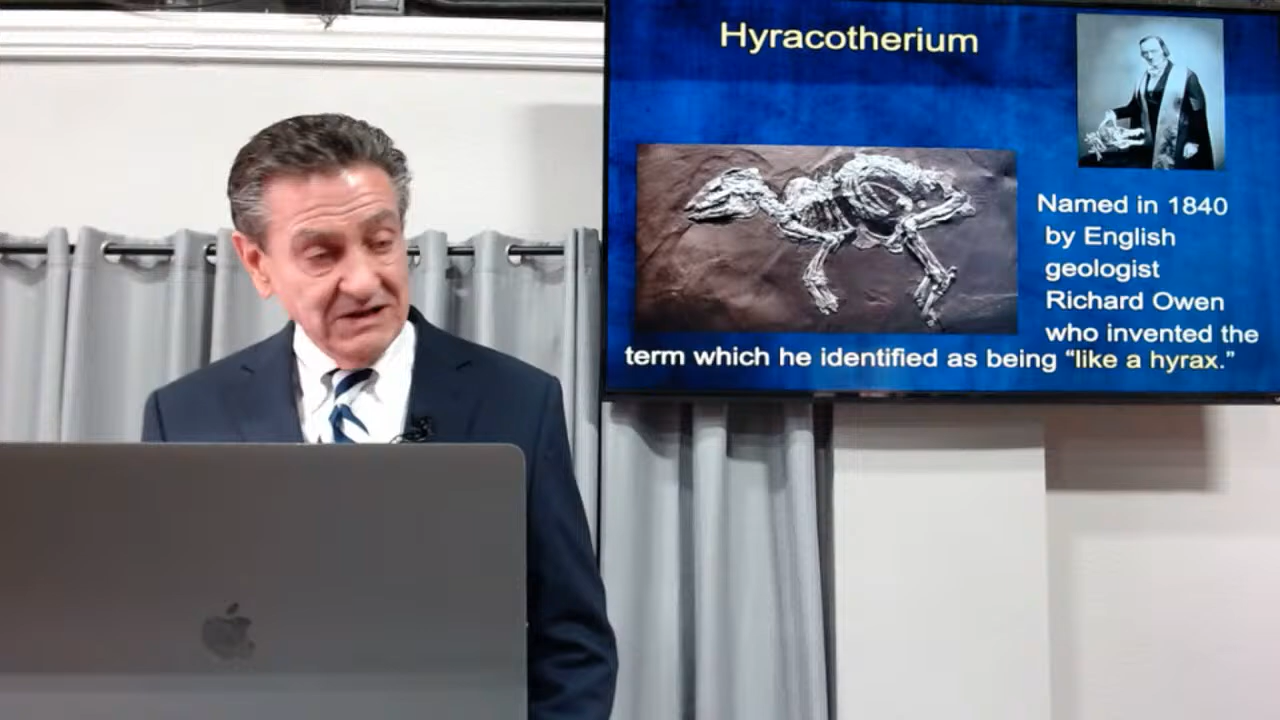 Hyracotherium
Named in 1840
by English
geologist
Richard Owen
who invented the
term which he identified as being “like a hyrax.”